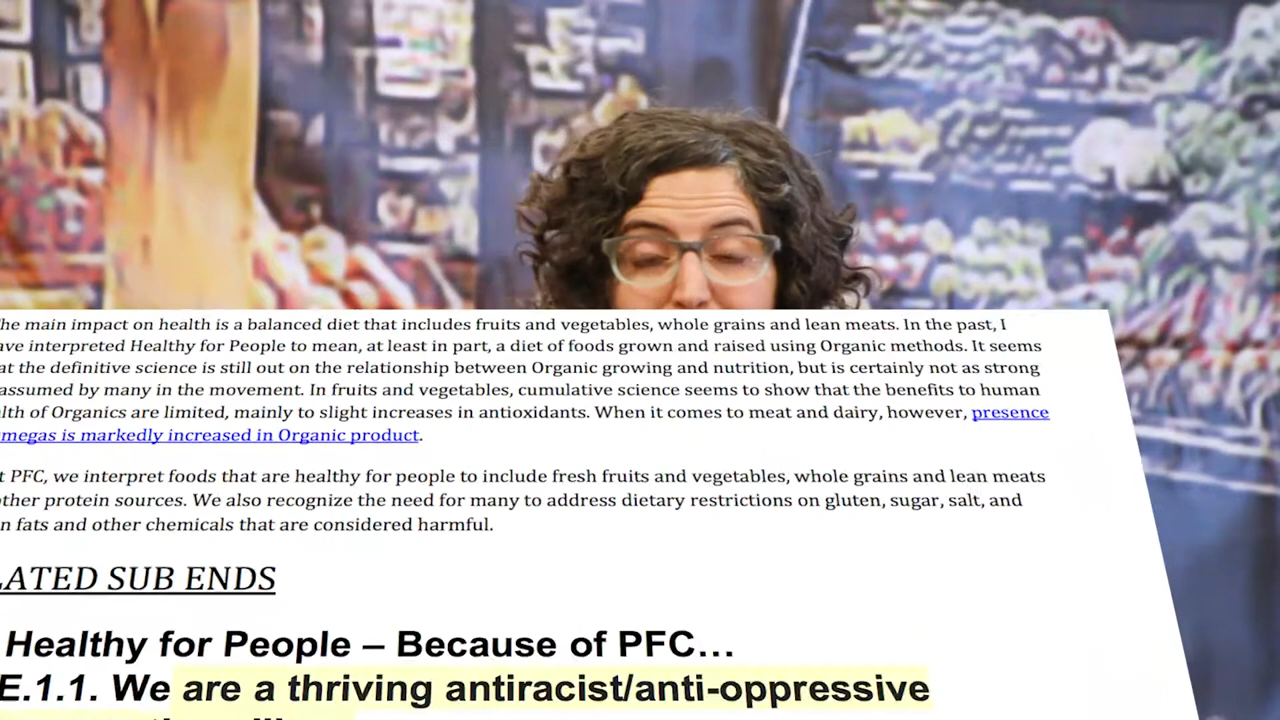 he main impact on health is a balanced diet that includes fruits and vegetables, whole grains and lean meats. In the past, I
ave interpreted Healthy for People to mean, at least in part, a diet of foods grown and raised using Organic methods. It seems
at the definitive science is still out on the relationship between Organic growing and nutrition, but is certainly not as strong
assumed by many in the movement. In fruits and vegetables, cumulative science seems to show that the benefits to human
lth of Organics are limited, mainly to slight increases in antioxidants. When it comes to meat and dairy, however, presence
megas is markedly increased in Organic product.
t PFC, we interpret foods that are healthy for people to include fresh fruits and vegetables, whole grains and lean meats
other protein sources. We also recognize the need for many to address dietary restrictions on gluten, sugar, salt, and
n fats and other chemicals that are considered harmful.
LATED SUB ENDS
Healthy for People – Because of PFC...
E.1.1. We are a thriving antiracist/anti-oppressive